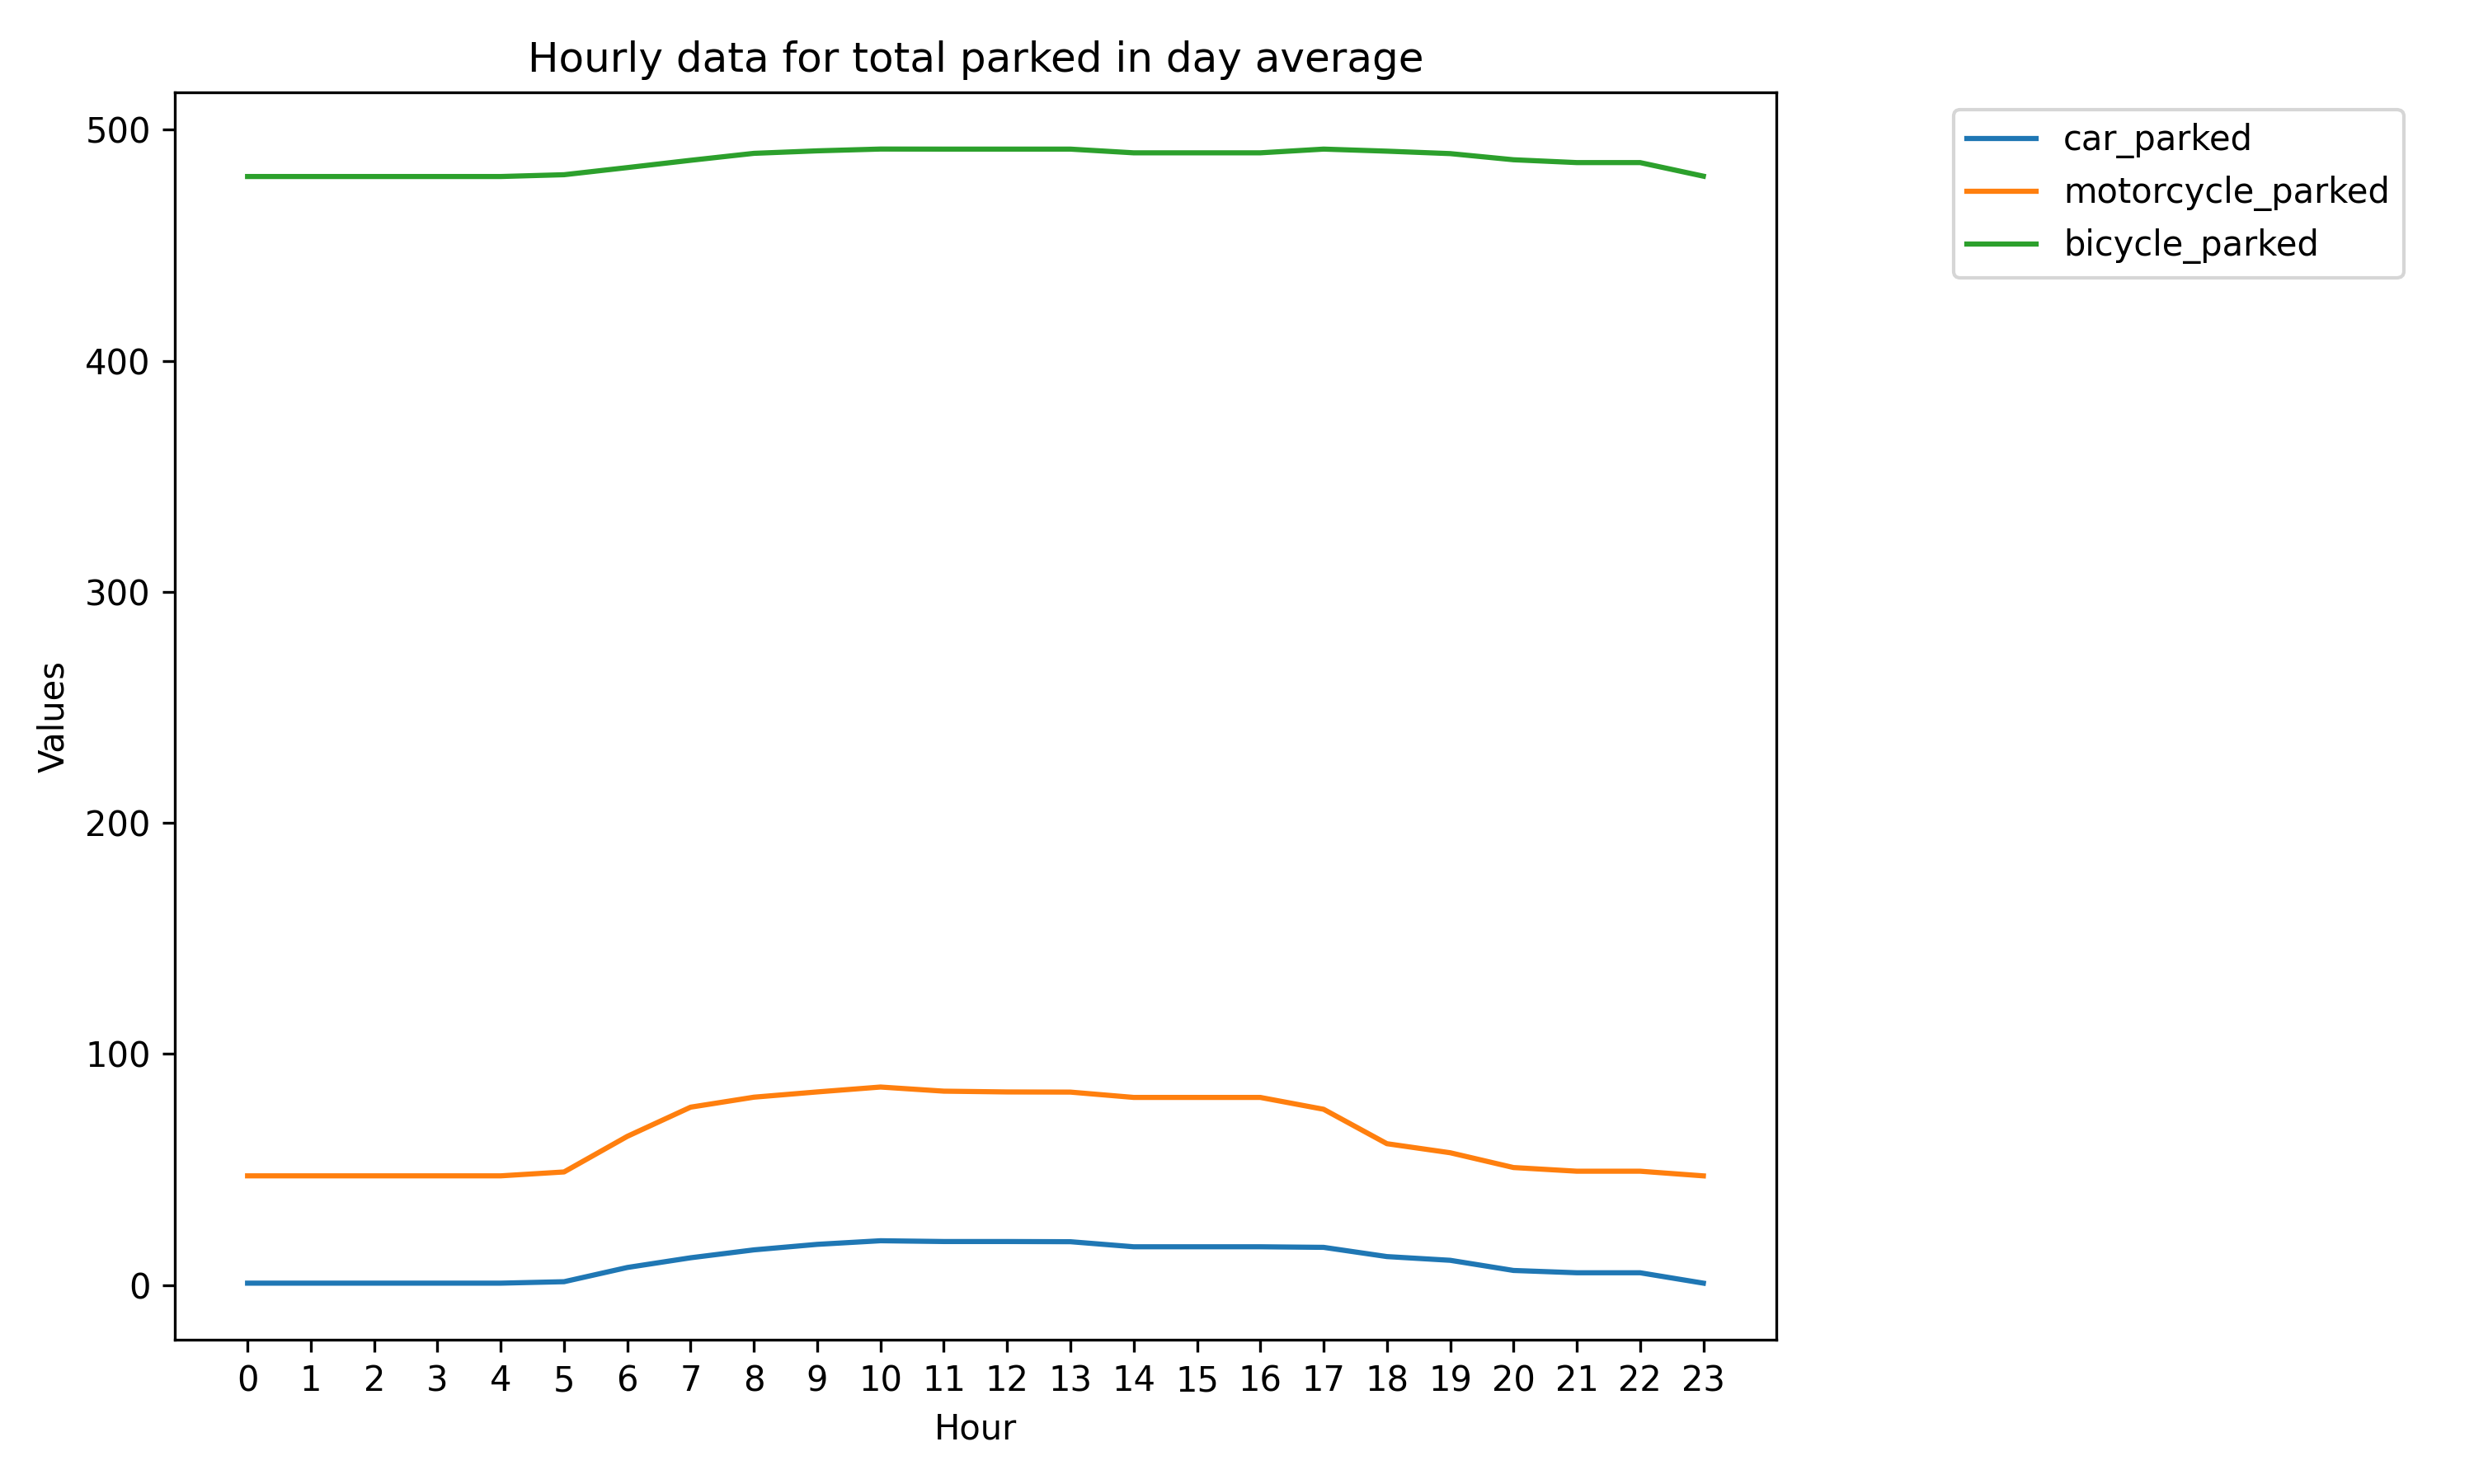 Hourly data for total parked in day average
car_parked
motorcycle_parked
bicycle_parked
500
400
300
200
100
0
Values
0 1 2 3 4 5 6 7 8 9 10 11 12 13 14 15 16 17 18 19 20 21 22 23
Hour